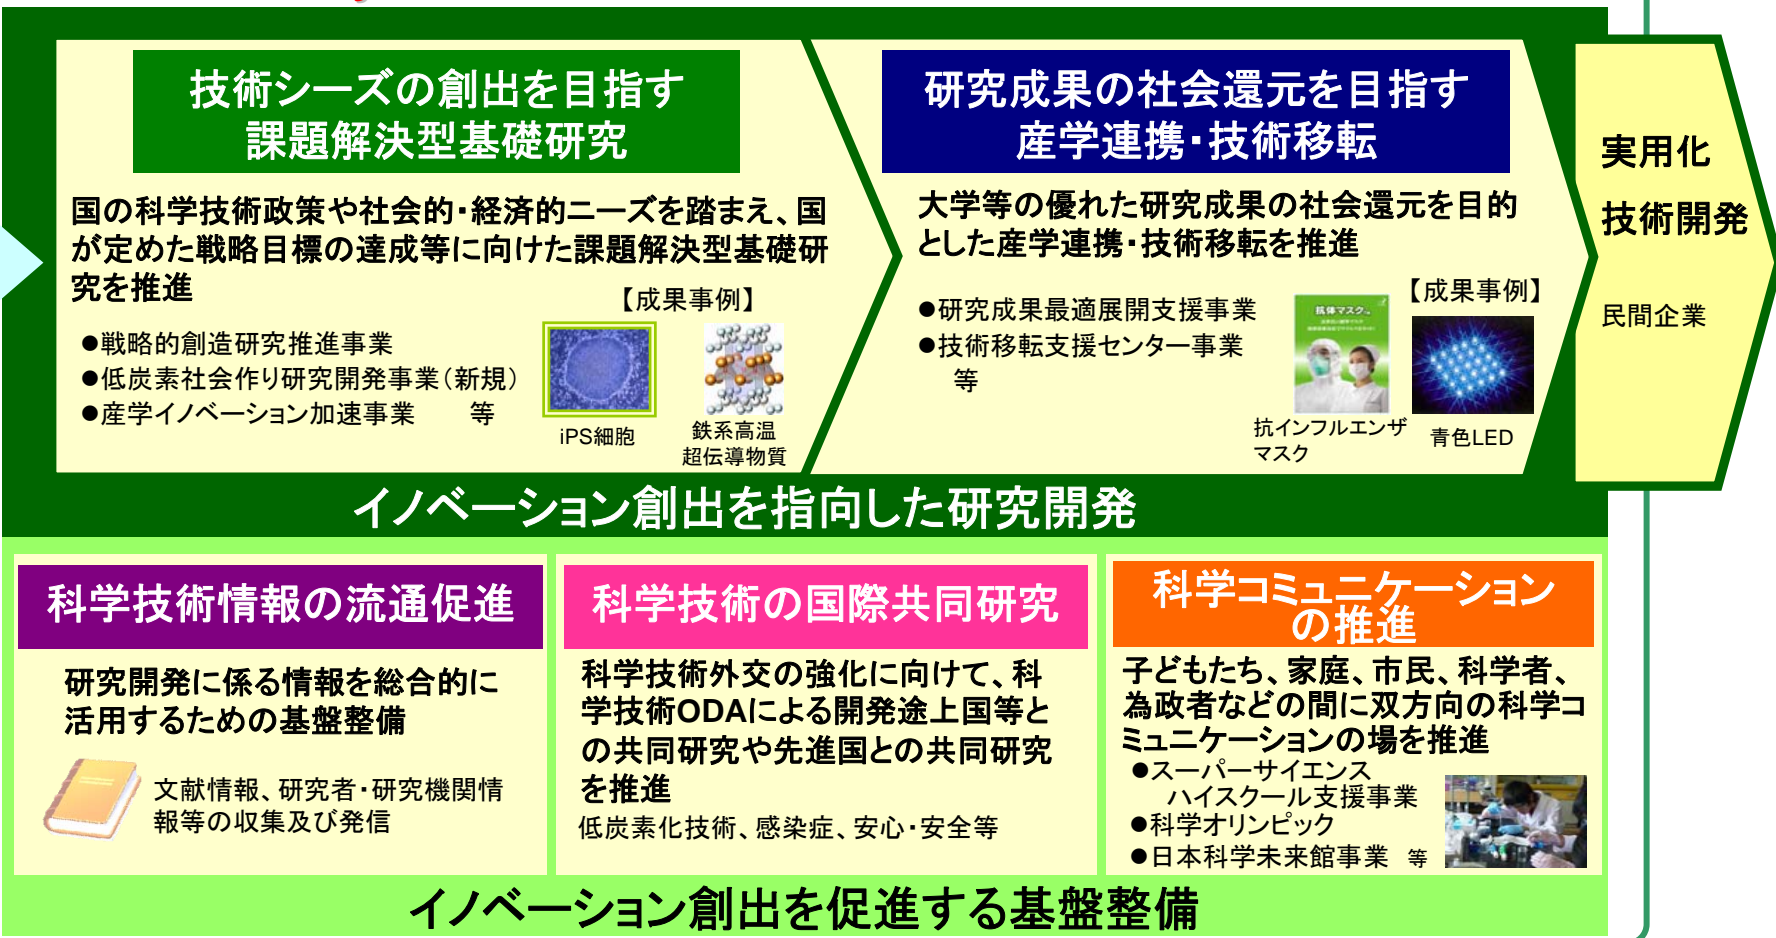 技術シーズの創出を目指す
課題解決型基礎研究
国の科学技術政策や社会的・経済的ニーズを踏まえ、国
が定めた戦略目標の達成等に向けた課題解決型基礎研
究を推進
【成果事例】
●戦略的創造研究推進事業
●低炭素社会作り研究開発事業（新規）
●産学イノベーション加速事業　　等
iPS細胞
鉄系高温
超伝導物質
研究成果の社会還元を目指す
産学連携・技術移転
大学等の優れた研究成果の社会還元を目的
とした産学連携・技術移転を推進
【成果事例】
●研究成果最適展開支援事業
●技術移転支援センター事業
等
抗体マスク
抗インフルエンザ
マスク
青色LED
実用化
技術開発
民間企業
イノベーション創出を指向した研究開発
科学技術情報の流通促進
研究開発に係る情報を総合的に
活用するための基盤整備
文献情報、研究者・研究機関情
報等の収集及び発信
科学技術の国際共同研究
科学技術外交の強化に向けて、科
学技術ODAによる開発途上国等と
の共同研究や先進国との共同研究
を推進
低炭素化技術、感染症、安心・安全等
科学コミュニケーション
の推進
子どもたち、家庭、市民、科学者、
為政者などの間に双方向の科学コ
ミュニケーションの場を推進
●スーパーサイエンス
ハイスクール支援事業
●科学オリンピック
●日本科学未来館事業　等
イノベーション創出を促進する基盤整備